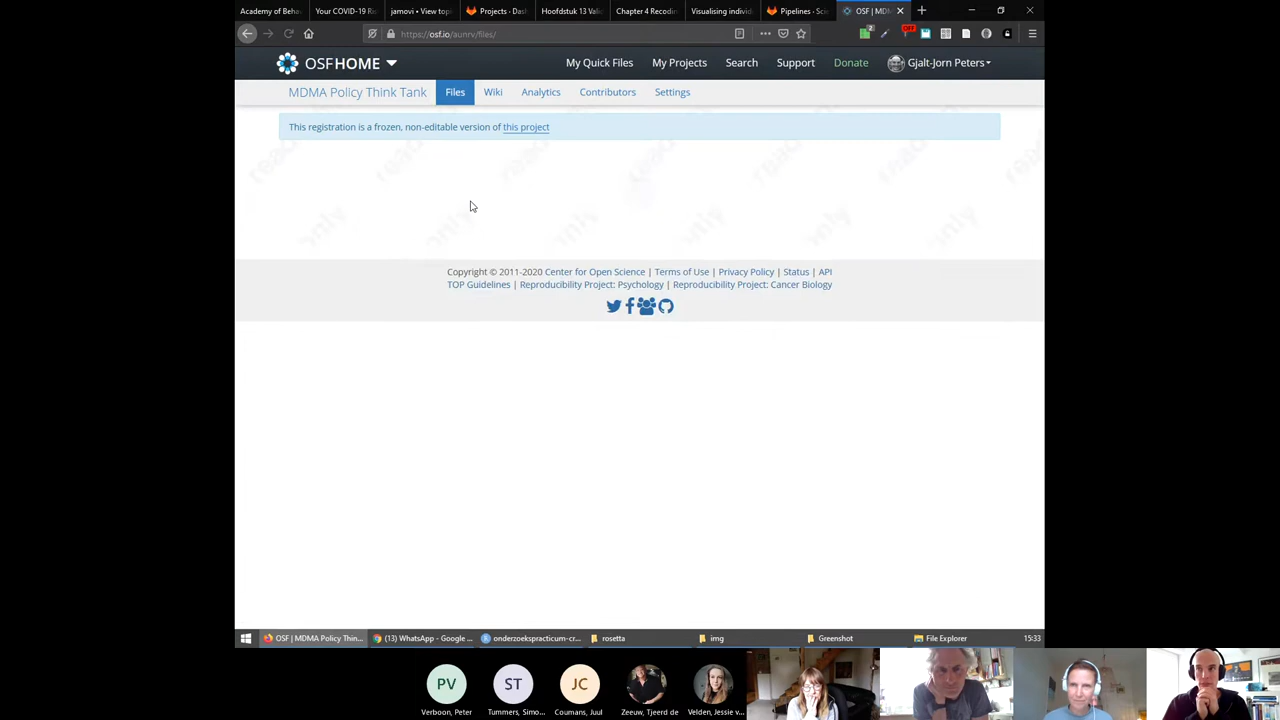 Academy of Beha
Your COVID-19 R
jamovi • View topi
Projects · Dash
Hoofdstuk 13 Vali
Chapter 4 Recodin
Visualising individ
Pipelines · Sci
OSF | MDM
https://osf.io/aunrv/files/
OSFHOME
My Quick Files
My Projects
Search
Support
Donate
Gjalt-Jorn Peters
MDMA Policy Think Tank
Files
Wiki
Analytics
Contributors
Settings
This registration is a frozen, non-editable version of this project
Copyright © 2011-2020 Center for Open Science | Terms of Use | Privacy Policy | Status | API
TOP Guidelines | Reproducibility Project: Psychology | Reproducibility Project: Cancer Biology
OSF | MDMA Policy Thin...
(13) WhatsApp - Google ...
onderzoekspracticum-cr...
rosetta
img
Greenshot
File Explorer
15:33
PV
ST
JC
Verboon, Peter
Tummers, Simo...
Coumans, Juul
Zeeuw, Tjeerd de
Velden, Jessie v...